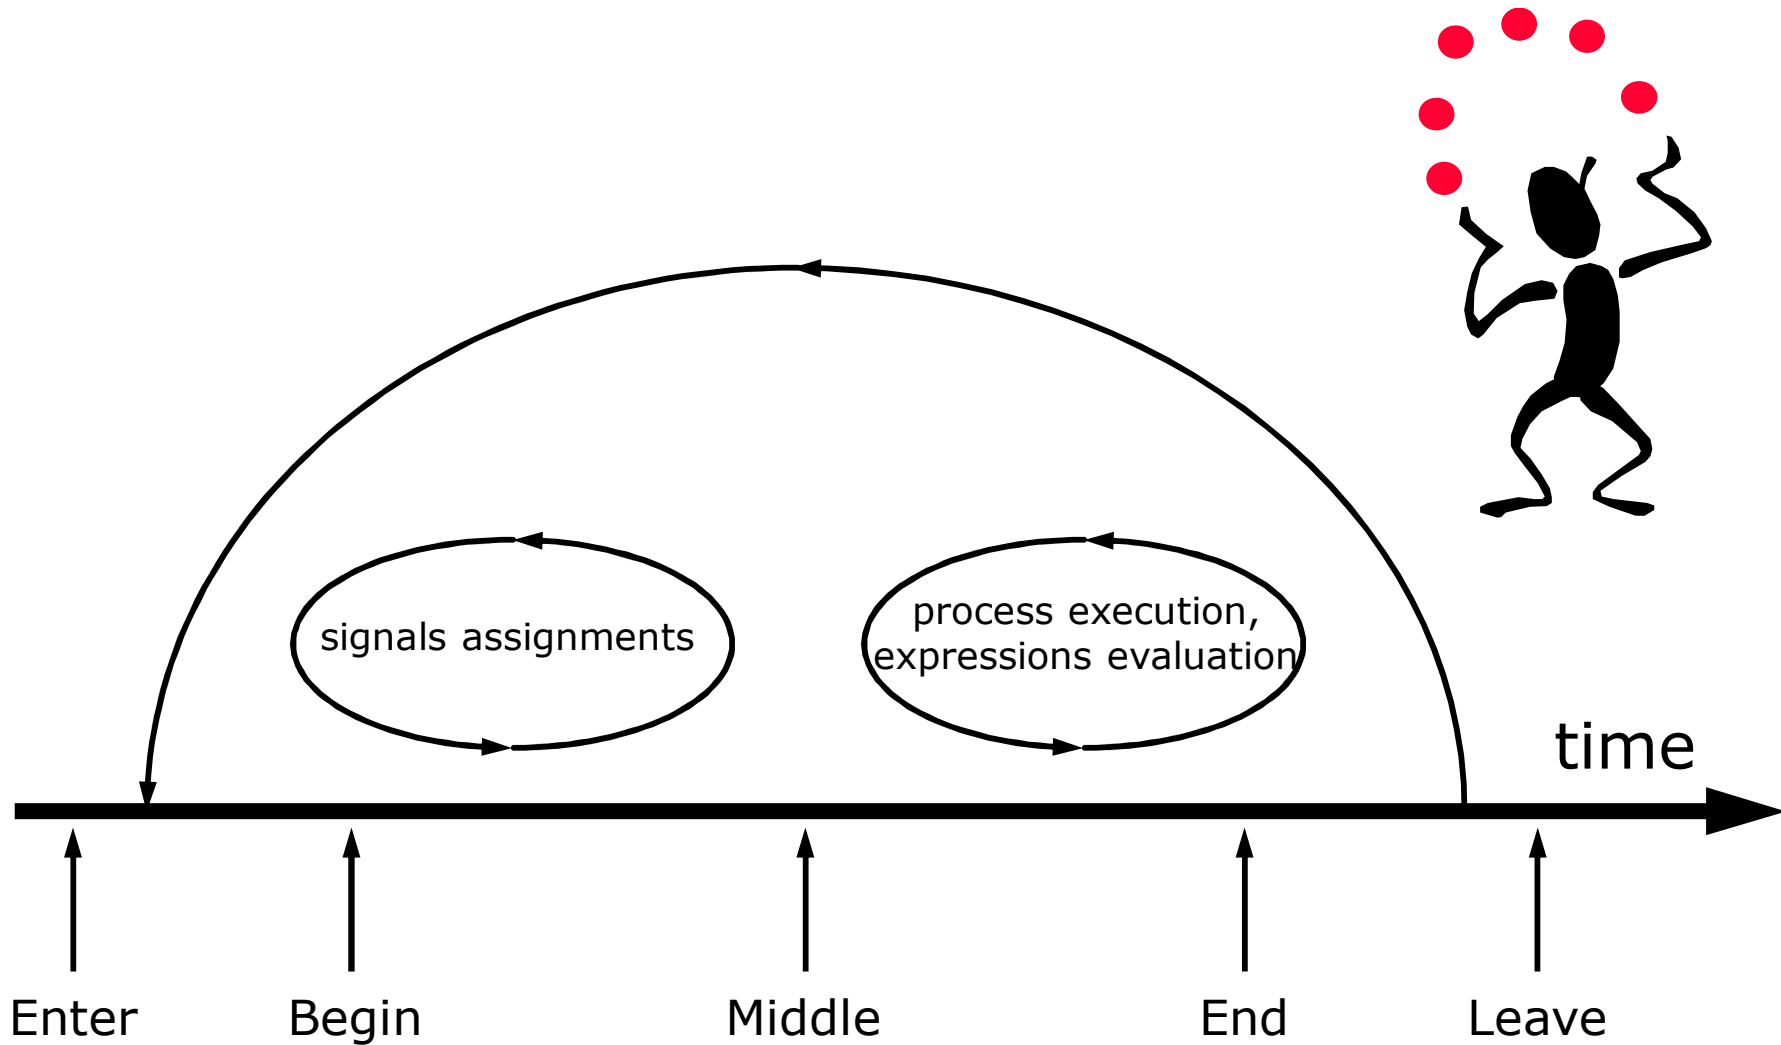 signals assignments
process execution,
expressions evaluation
time
Enter
Begin
Middle
End
Leave